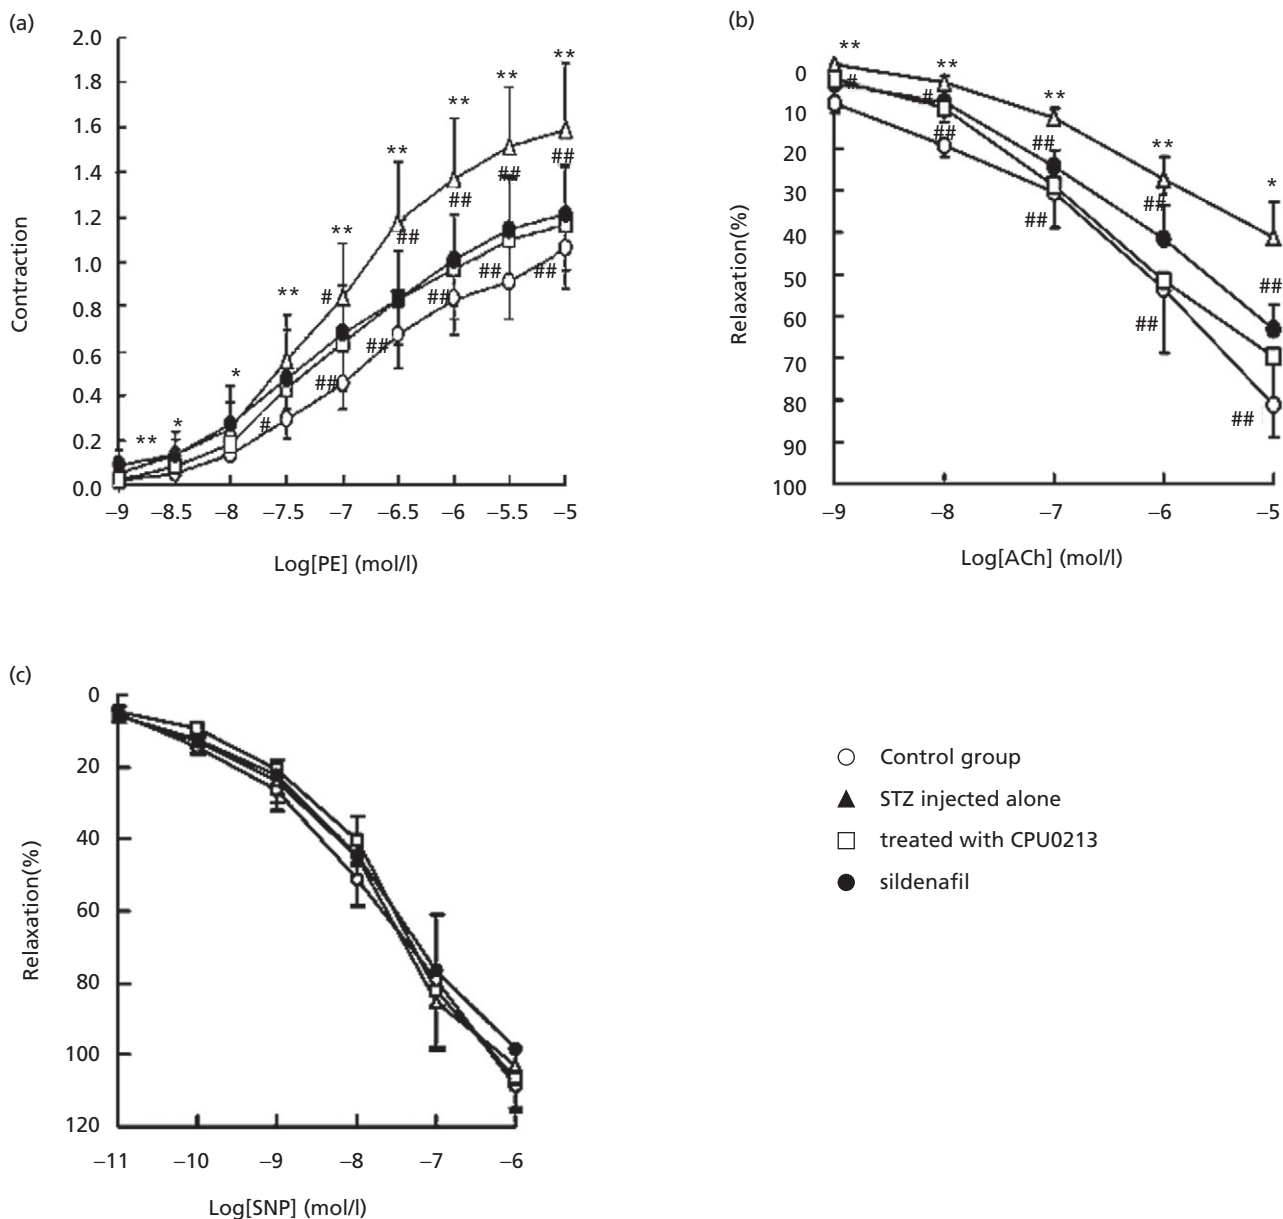 (a)
2.0
1.8
1.6
1.4
1.2
1.0
0.8
0.6
0.4
0.2
0.0
Contraction
** * * ** ** ** ** ** **
# ## ## ## ##
# ## ## ## ## ##
−9 −8.5 −8 −7.5 −7 −6.5 −6 −5.5 −5
Log[PE] (mol/l)
(b)
0
10
20
30
40
50
60
70
80
90
100
Relaxation(%)
** ** ** ** *
# # ## ## ##
## ## ## ##
−9 −8 −7 −6 −5
Log[ACh] (mol/l)
(c)
0
20
40
60
80
100
120
Relaxation(%)
−11 −10 −9 −8 −7 −6
Log[SNP] (mol/l)
Control group
STZ injected alone
treated with CPU0213
sildenafil